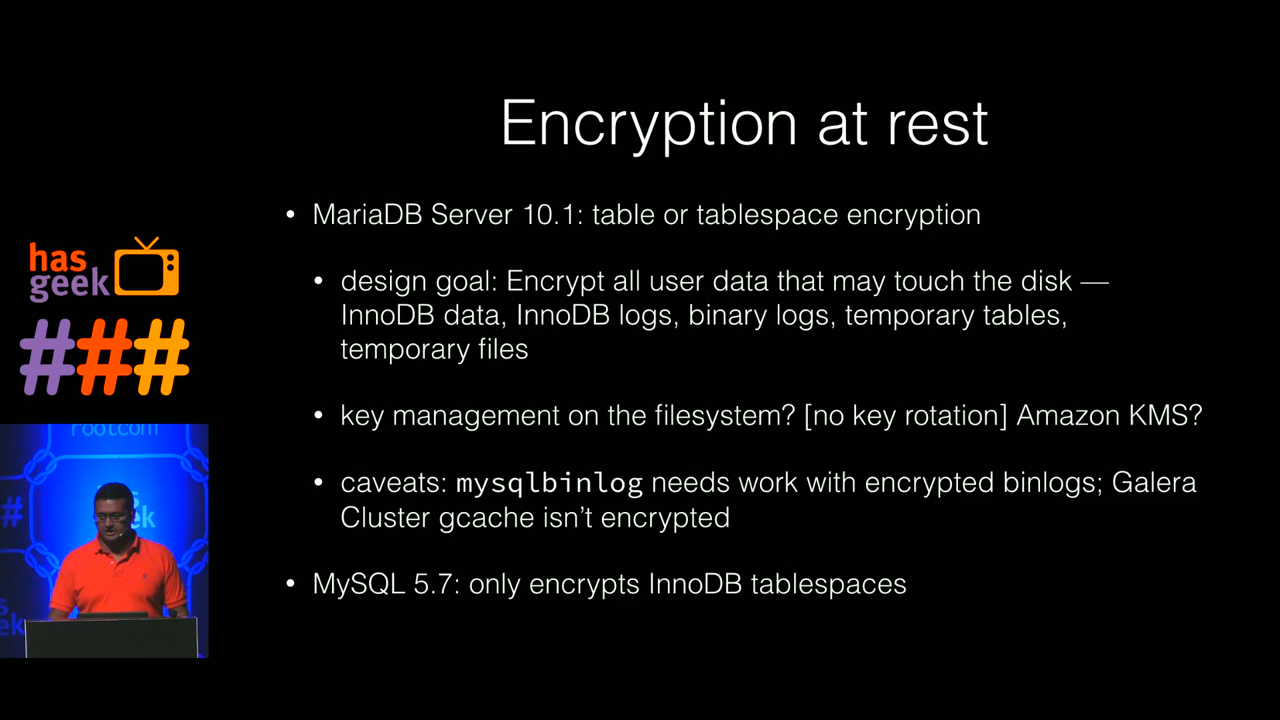 Encryption at rest
• MariaDB Server 10.1: table or tablespace encryption
• design goal: Encrypt all user data that may touch the disk —
InnoDB data, InnoDB logs, binary logs, temporary tables,
temporary files
• key management on the filesystem? [no key rotation] Amazon KMS?
• caveats: mysqlbinlog needs work with encrypted binlogs; Galera
Cluster gcache isn’t encrypted
• MySQL 5.7: only encrypts InnoDB tablespaces
has
geek
###
rootconf
#
ek
s
eek